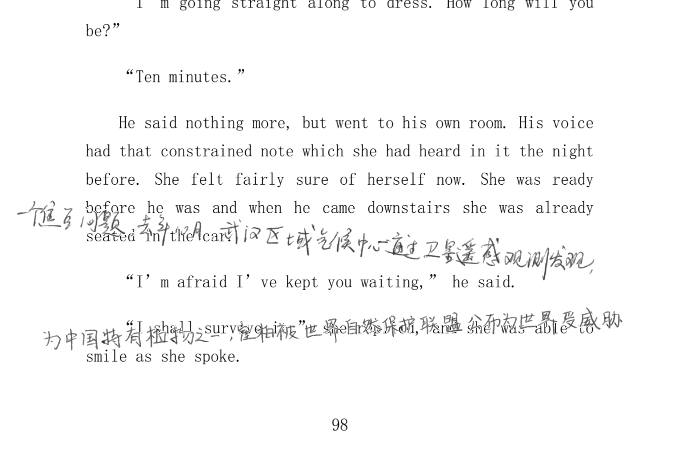 "I'm going straight along to dress. How long will you
be?”
“Ten minutes.”
He said nothing more, but went to his own room. His voice
had that constrained note which she had heard in it the night
before. She felt fairly sure of herself now. She was ready
before he was and when he came downstairs she was already
一个焦点问题,去年12月,武汉区域气候中心通过卫星遥感观测发现,
seated in the car.
“I'm afraid I've kept you waiting,” he said.
“I shall survive it,” she replied, and she was able to
为中国特有植物之一,崖柏被世界自然保护联盟公布为世界受威胁
smile as she spoke.
98